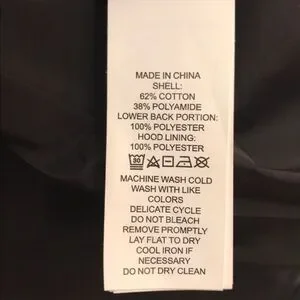 MADE IN CHINA
SHELL:
62% COTTON
38% POLYAMIDE
LOWER BACK PORTION:
100% POLYESTER
HOOD LINING:
100% POLYESTER
30
MACHINE WASH COLD
WASH WITH LIKE
COLORS
DELICATE CYCLE
DO NOT BLEACH
REMOVE PROMPTLY
LAY FLAT TO DRY
COOL IRON IF
NECESSARY
DO NOT DRY CLEAN